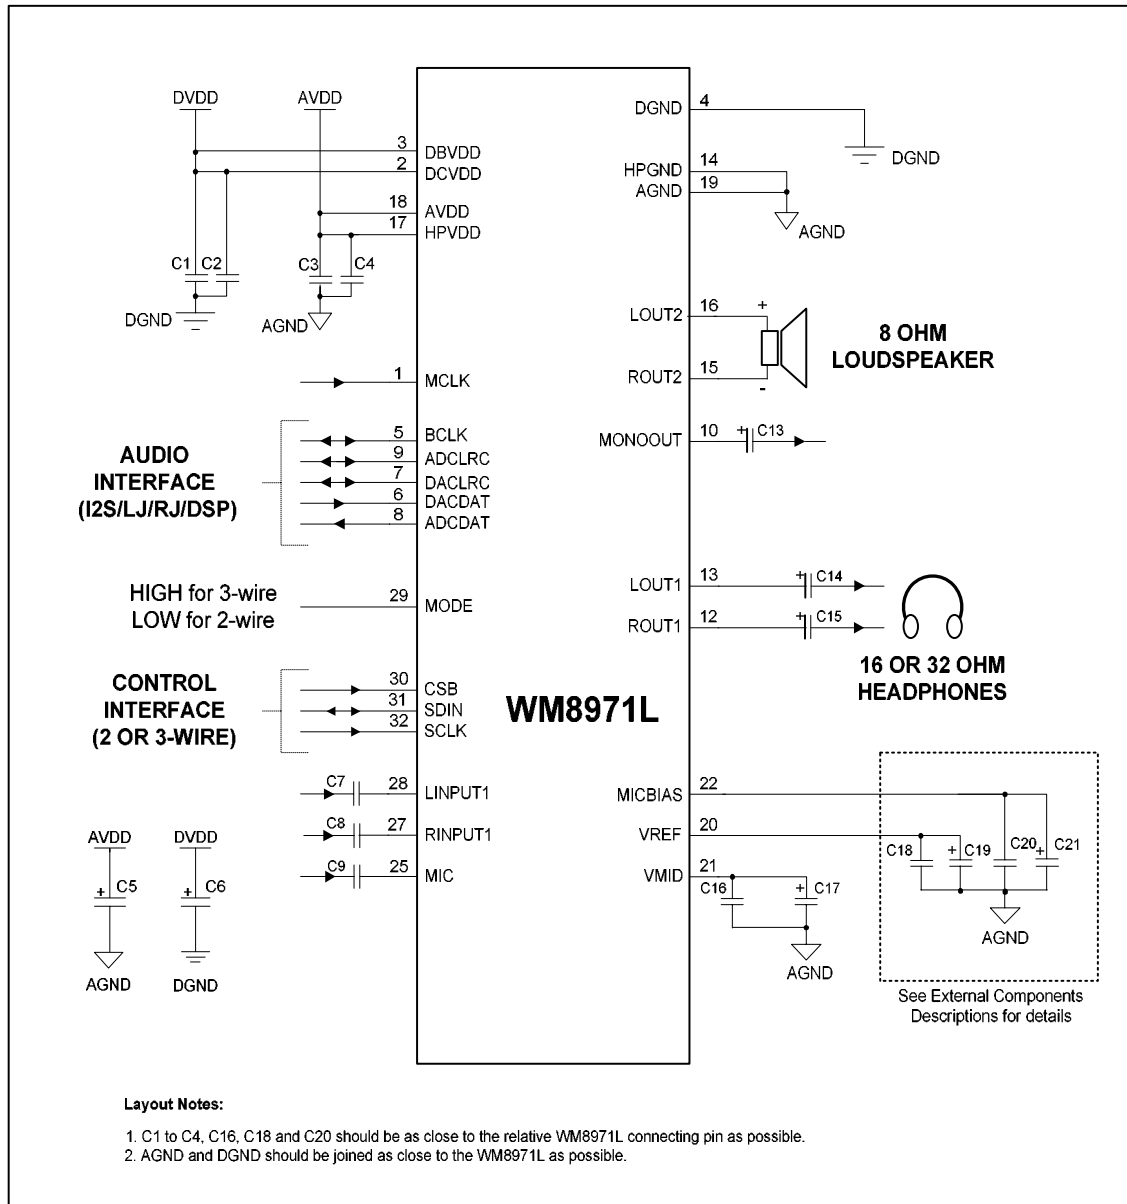 DVDD
AVDD
3
DBVDD
2
DCVDD
18
AVDD
17
HPVDD
C1
C2
C3
C4
DGND
AGND
DGND
4
DGND
HPGND
14
AGND
19
AGND
LOUT2
16
+
ROUT2
15
-
8 OHM
LOUDSPEAKER
1
MCLK
AUDIO
INTERFACE
(I2S/LJ/RJ/DSP)
5
BCLK
9
ADCLRC
7
DACLRC
6
DACDAT
8
ADCDAT
MONOOUT
10
+
C13
HIGH for 3-wire
LOW for 2-wire
29
MODE
LOUT1
13
+
C14
ROUT1
12
+
C15
16 OR 32 OHM
HEADPHONES
CONTROL
INTERFACE
(2 OR 3-WIRE)
30
CSB
31
SDIN
32
SCLK
WM8971L
C7
28
LINPUT1
C8
27
RINPUT1
C9
25
MIC
MICBIAS
22
VREF
20
VMID
21
C16
+
C17
AGND
C18
+
C19
C20
+
C21
AGND
See External Components
Descriptions for details
AVDD
DVDD
+
C5
+
C6
AGND
DGND
Layout Notes:
1. C1 to C4, C16, C18 and C20 should be as close to the relative WM8971L connecting pin as possible.
2. AGND and DGND should be joined as close to the WM8971L as possible.